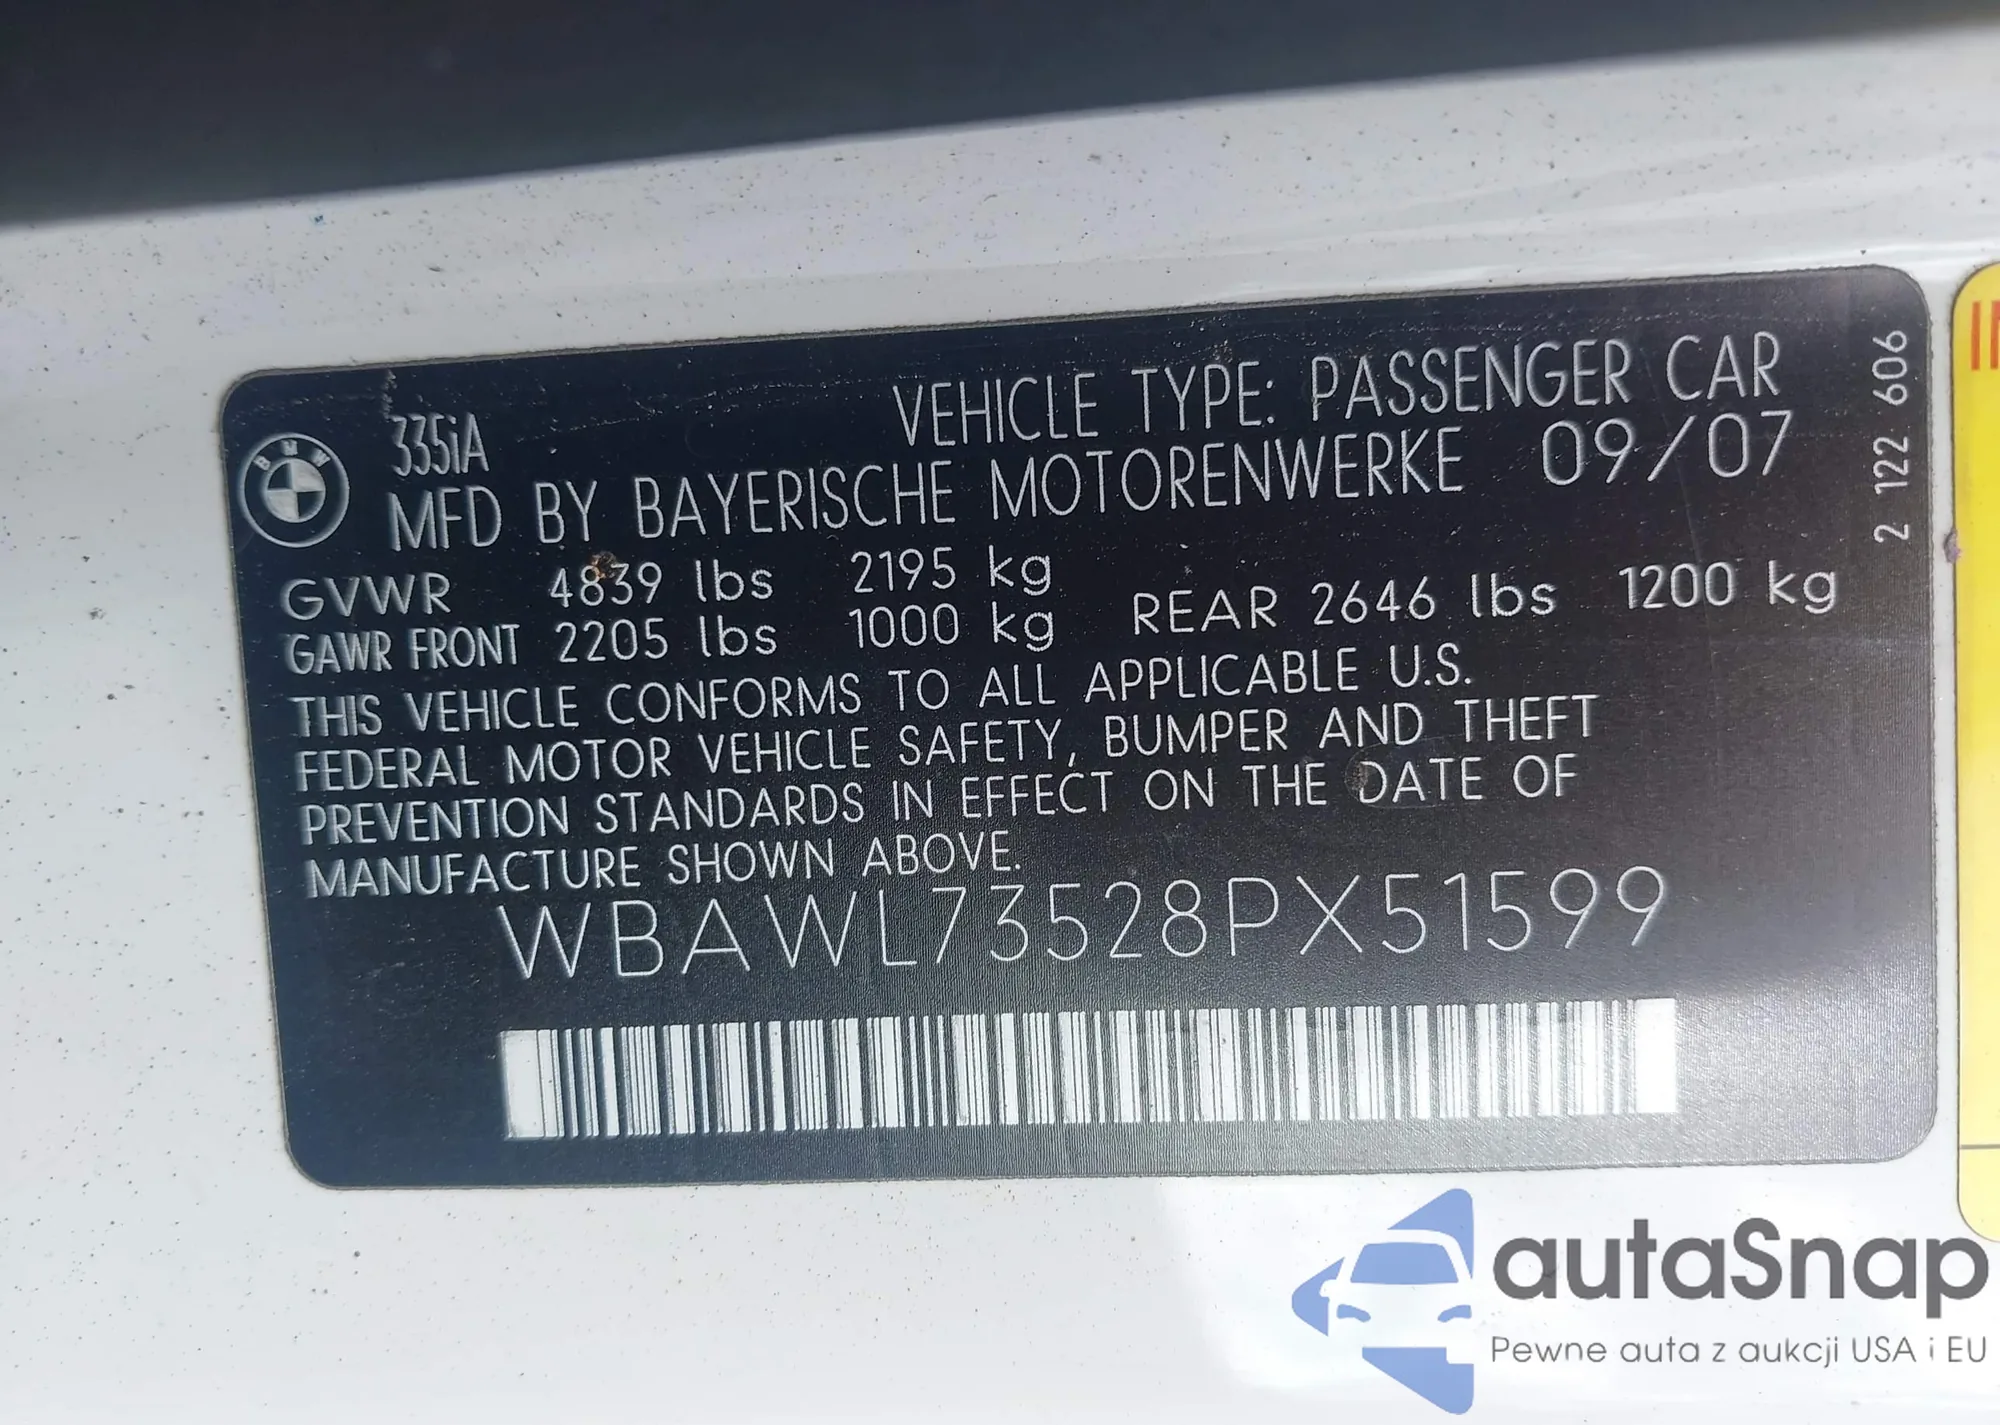 335iA
VEHICLE TYPE: PASSENGER CAR
MFD BY BAYERISCHE MOTORENWERKE 09/07
GVWR 4839 lbs 2195 kg
GAWR FRONT 2205 lbs 1000 kg REAR 2646 lbs 1200 kg
THIS VEHICLE CONFORMS TO ALL APPLICABLE U.S.
FEDERAL MOTOR VEHICLE SAFETY, BUMPER AND THEFT
PREVENTION STANDARDS IN EFFECT ON THE DATE OF
MANUFACTURE SHOWN ABOVE.
WBAWL73528PX51599
2 122 606
BMW
autaSnap
Pewne auta z aukcji USA i EU